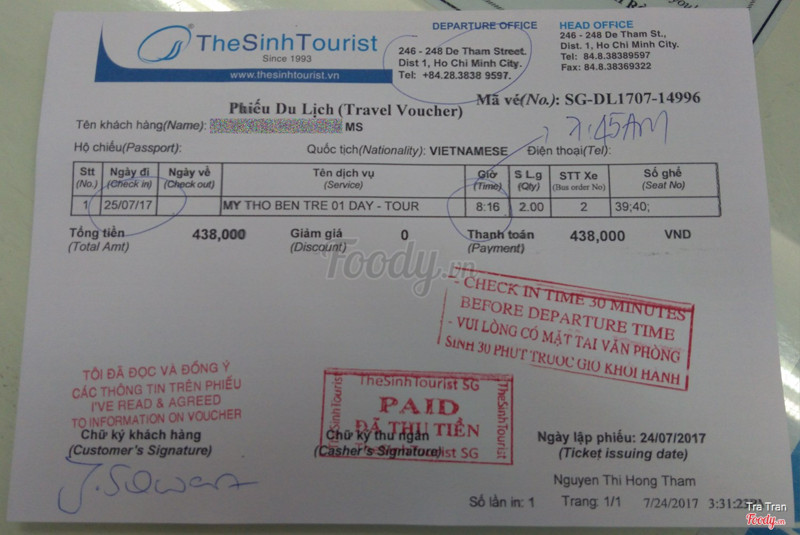 TheSinhTourist
Since 1993
www.thesinhtourist.vn
DEPARTURE OFFICE
246 - 248 De Tham Street.
Dist 1, Ho Chi Minh City.
Tel: +84.28.3838 9597.
HEAD OFFICE
246 - 248 De Tham St.,
Dist. 1, Ho Chi Minh City.
Tel: 84.8.38389597
Fax: 84.8.38369322
Phiếu Du Lịch (Travel Voucher)
Mã vé(No.): SG-DL1707-14996
Tên khách hàng(Name): MS
7.45AM
Hộ chiếu(Passport): Quốc tịch(Nationality): VIETNAMESE Điện thoại(Tel):
Stt (No.) Ngày đi (Check in) Ngày về (Check out) Tên dịch vụ (Service) Giờ (Time) S L.g (Qty) STT Xe (Bus order No) Số ghế (Seat No)
1 25/07/17 MY THO BEN TRE 01 DAY - TOUR 8:16 2.00 2 39;40;
Tổng tiền (Total Amt) 438,000 Giảm giá (Discount) 0 Thanh toán (Payment) 438,000 VND
Foody.vn
- CHECK IN TIME 30 MINUTES
BEFORE DEPARTURE TIME
- VUI LÒNG CÓ MẶT TẠI VĂN PHÒNG
SINH 30 PHÚT TRƯỚC GIỜ KHỞI HÀNH
TÔI ĐÃ ĐỌC VÀ ĐỒNG Ý
CÁC THÔNG TIN TRÊN PHIẾU
I'VE READ & AGREED
TO INFORMATION ON VOUCHER
Chữ ký khách hàng
(Customer's Signature)
TheSinhTourist SG
TheSinhTourist
PAID
ĐÃ THU TIỀN
TheSinhTourist
TheSinhTourist SG
Chữ ký thu ngân
(Casher's Signature)
Ngày lập phiếu: 24/07/2017
(Ticket issuing date)
Nguyen Thi Hong Tham
Số lần in: 1 Trang: 1/1 7/24/2017
Tra Tran
Foody.vn